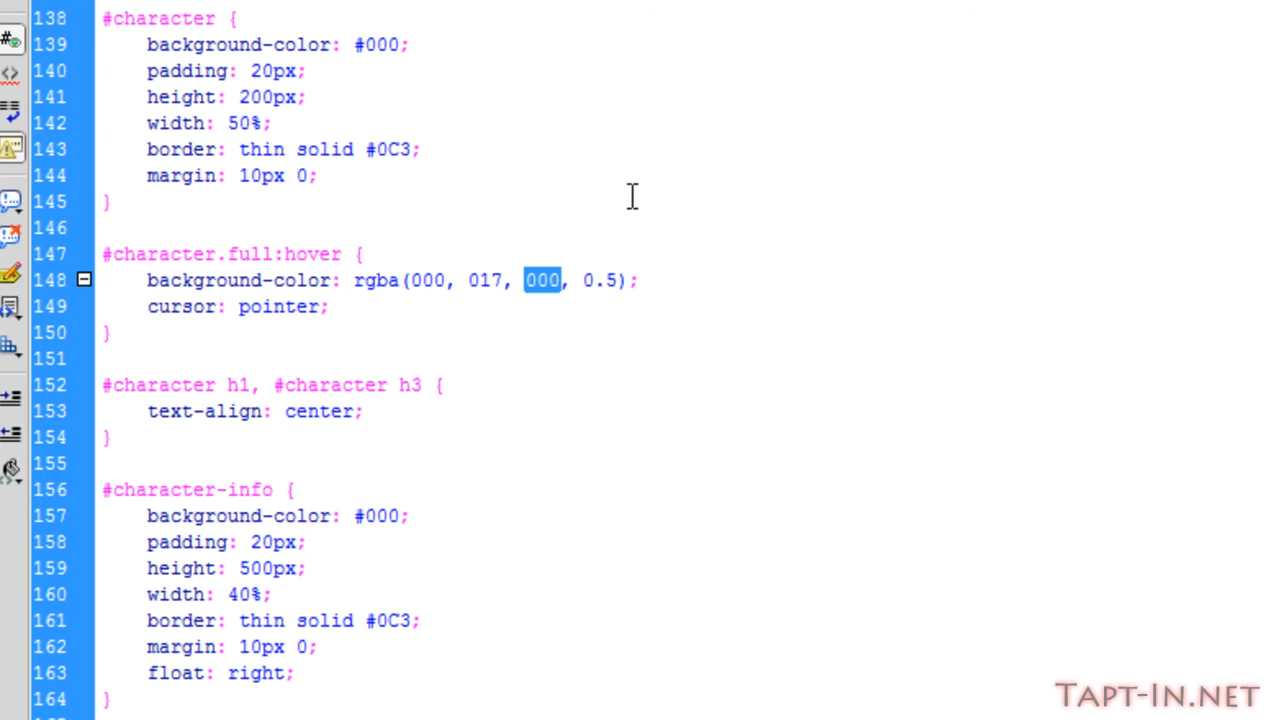 138 #character {
139 background-color: #000;
140 padding: 20px;
141 height: 200px;
142 width: 50%;
143 border: thin solid #0C3;
144 margin: 10px 0;
145 }
146
147 #character.full:hover {
148 background-color: rgba(000, 017, 000, 0.5);
149 cursor: pointer;
150 }
151
152 #character h1, #character h3 {
153 text-align: center;
154 }
155
156 #character-info {
157 background-color: #000;
158 padding: 20px;
159 height: 500px;
160 width: 40%;
161 border: thin solid #0C3;
162 margin: 10px 0;
163 float: right;
164 }
TAPT-IN.NET